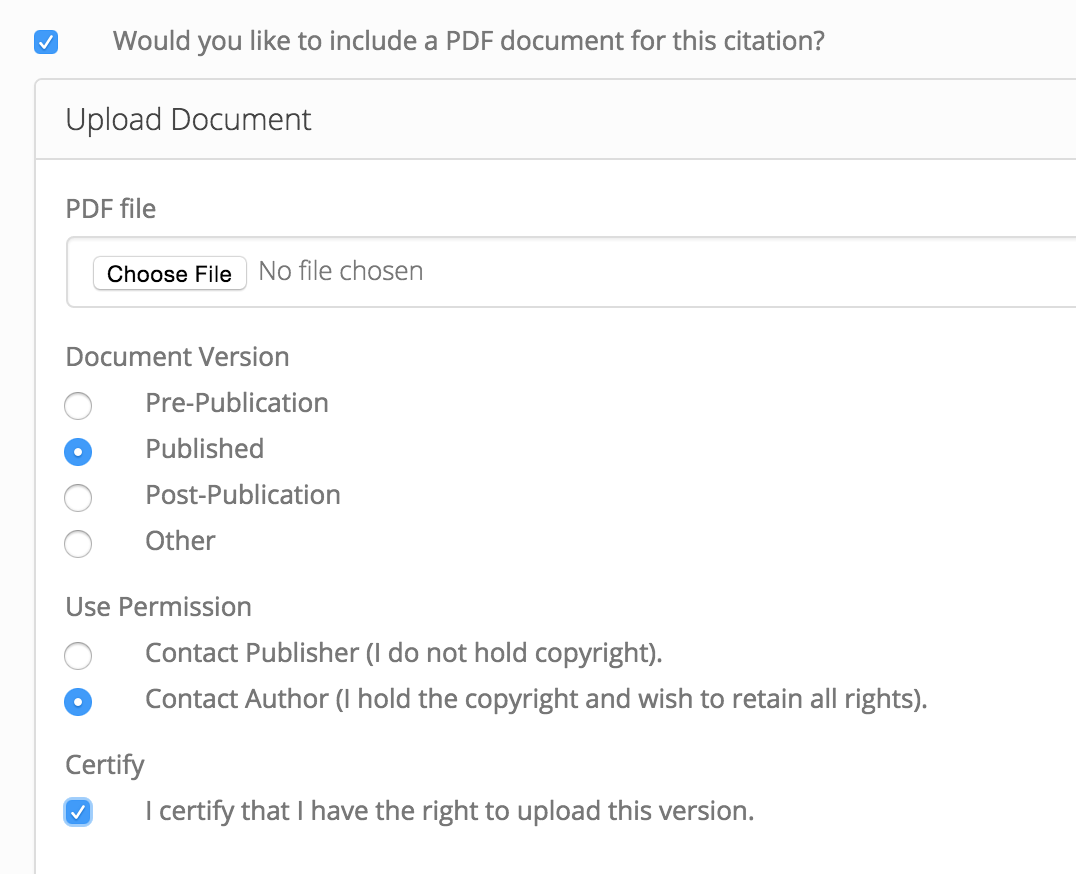 Would you like to include a PDF document for this citation?
Upload Document
PDF file
Choose File No file chosen
Document Version
Pre-Publication
Published
Post-Publication
Other
Use Permission
Contact Publisher (I do not hold copyright).
Contact Author (I hold the copyright and wish to retain all rights).
Certify
I certify that I have the right to upload this version.